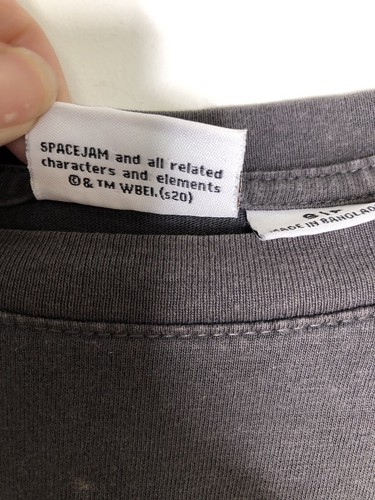 SPACEJAM and all related
characters and elements
©& TM WBEI.(s20)
MADE IN BANGLAD